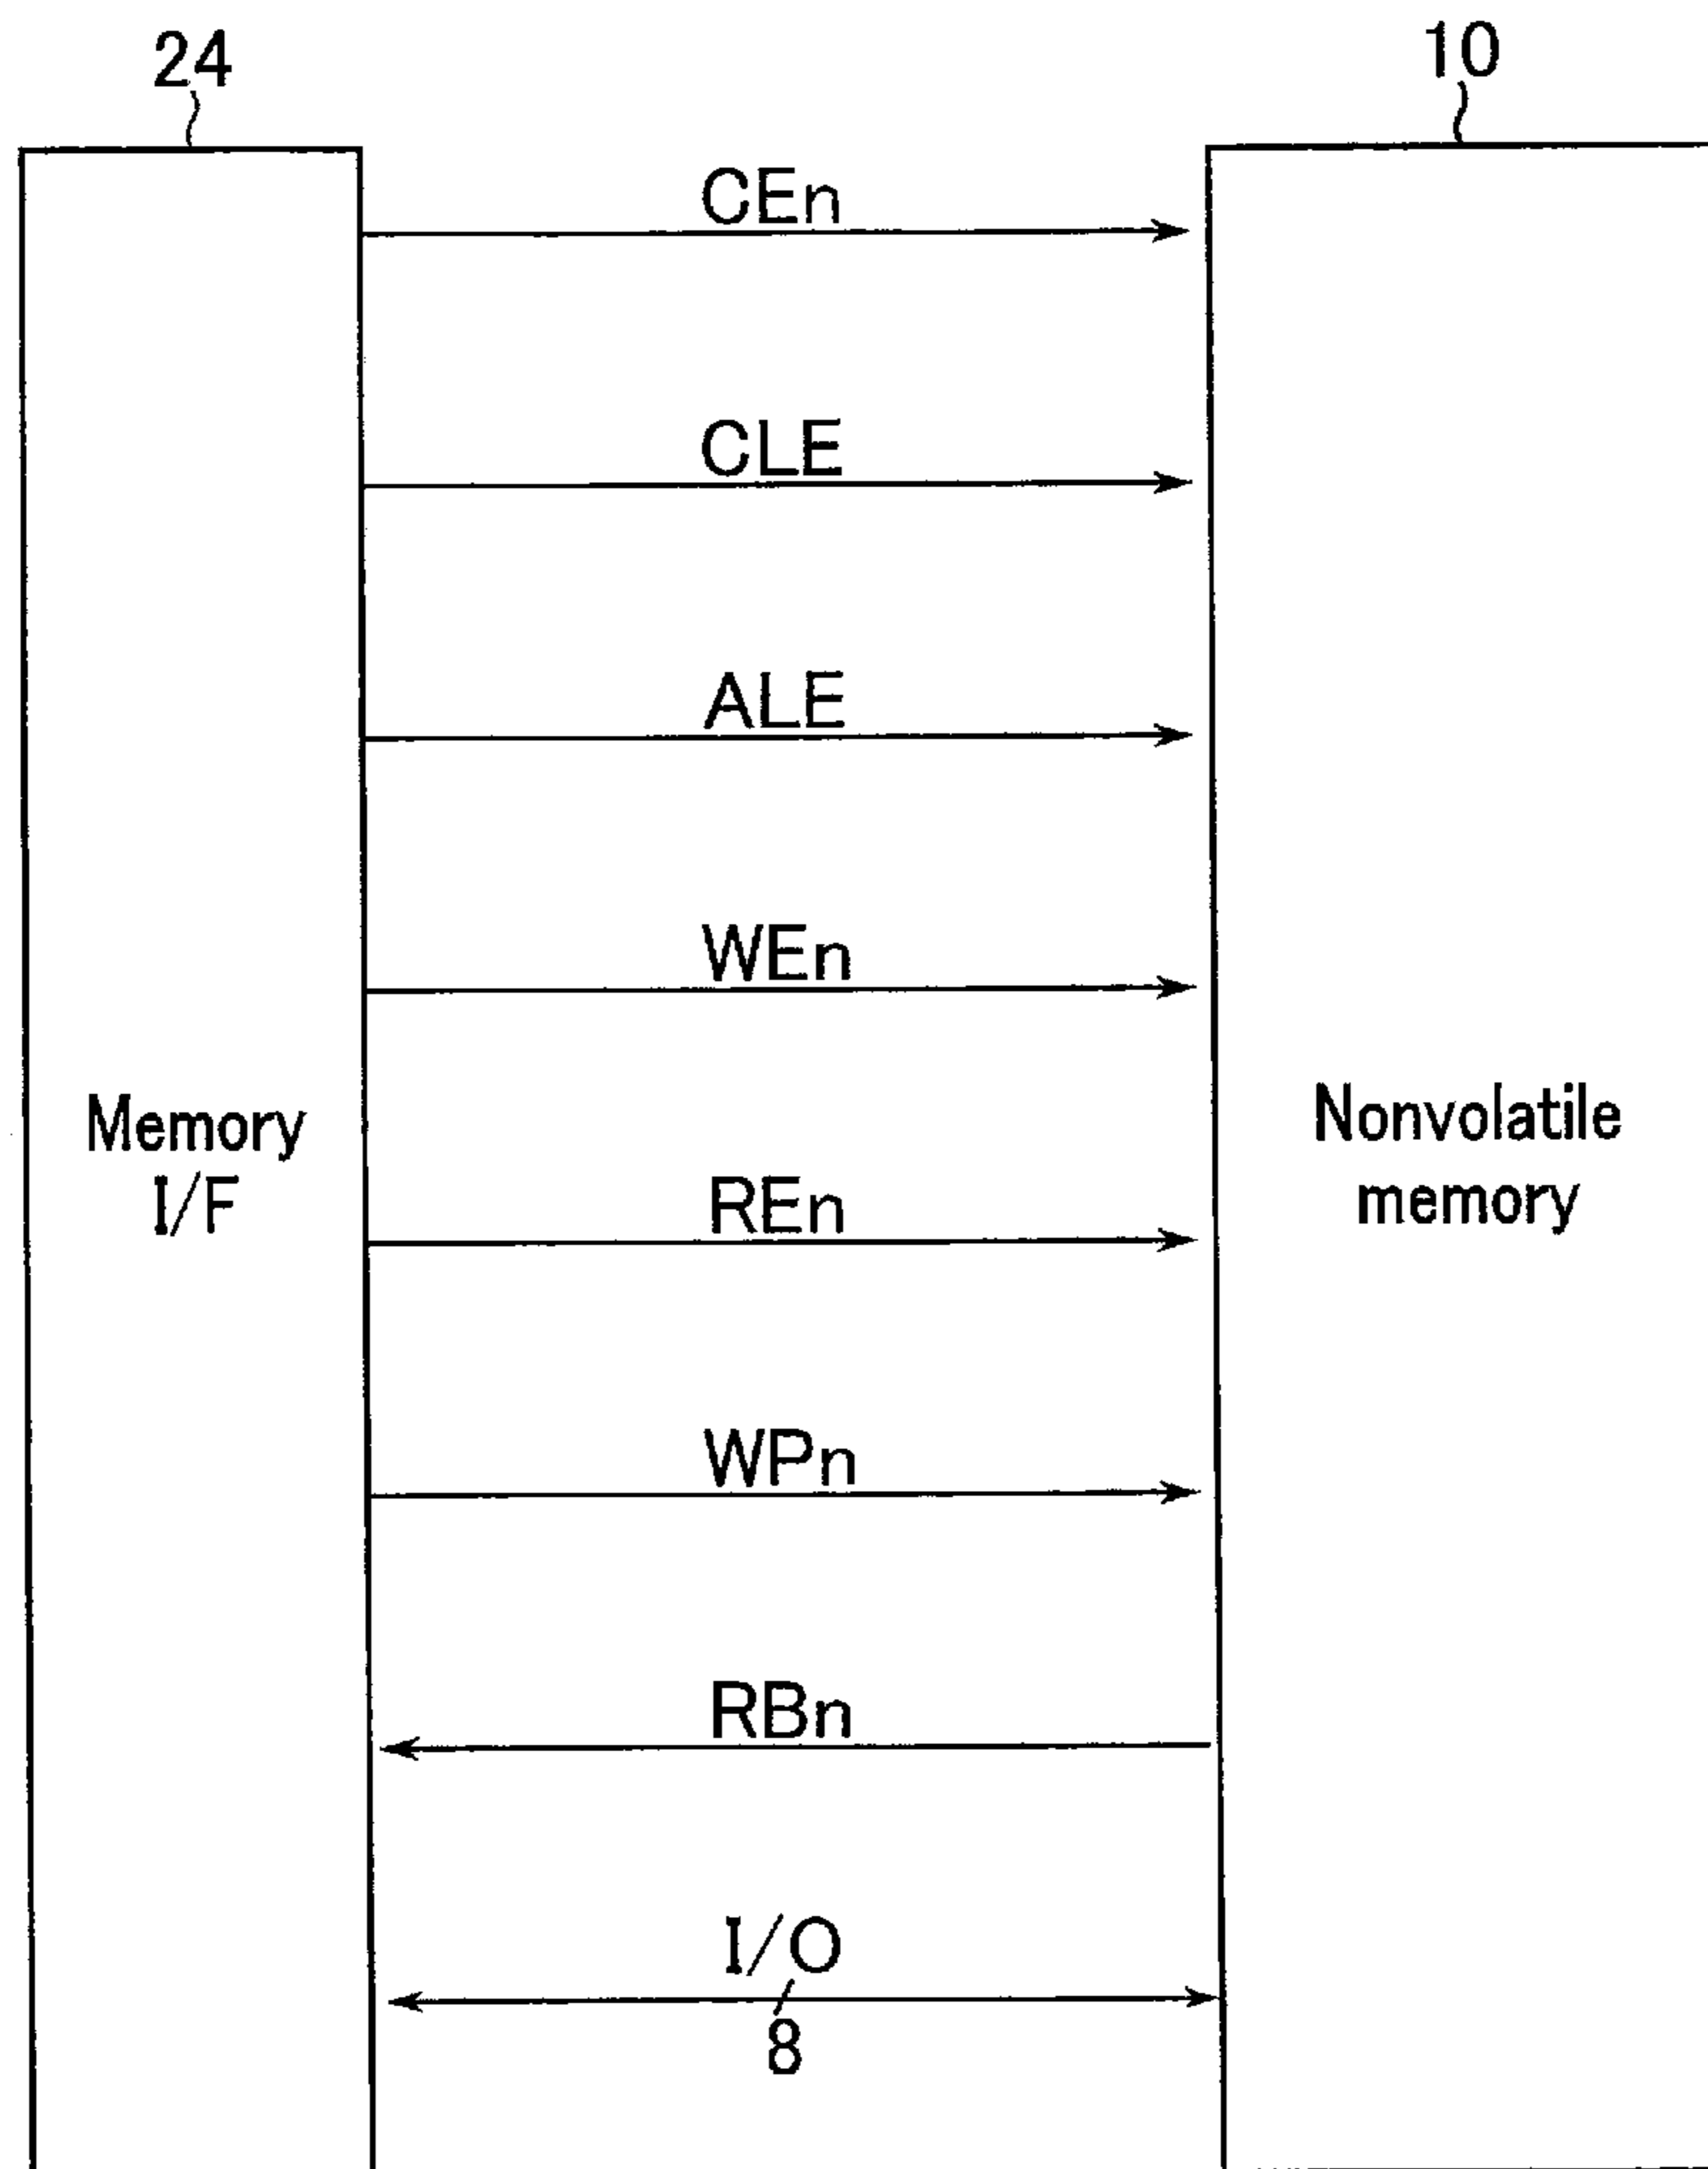 24
10
CEn
CLE
ALE
WEn
Memory
I/F
Nonvolatile
memory
REn
WPn
RBn
I/O
8